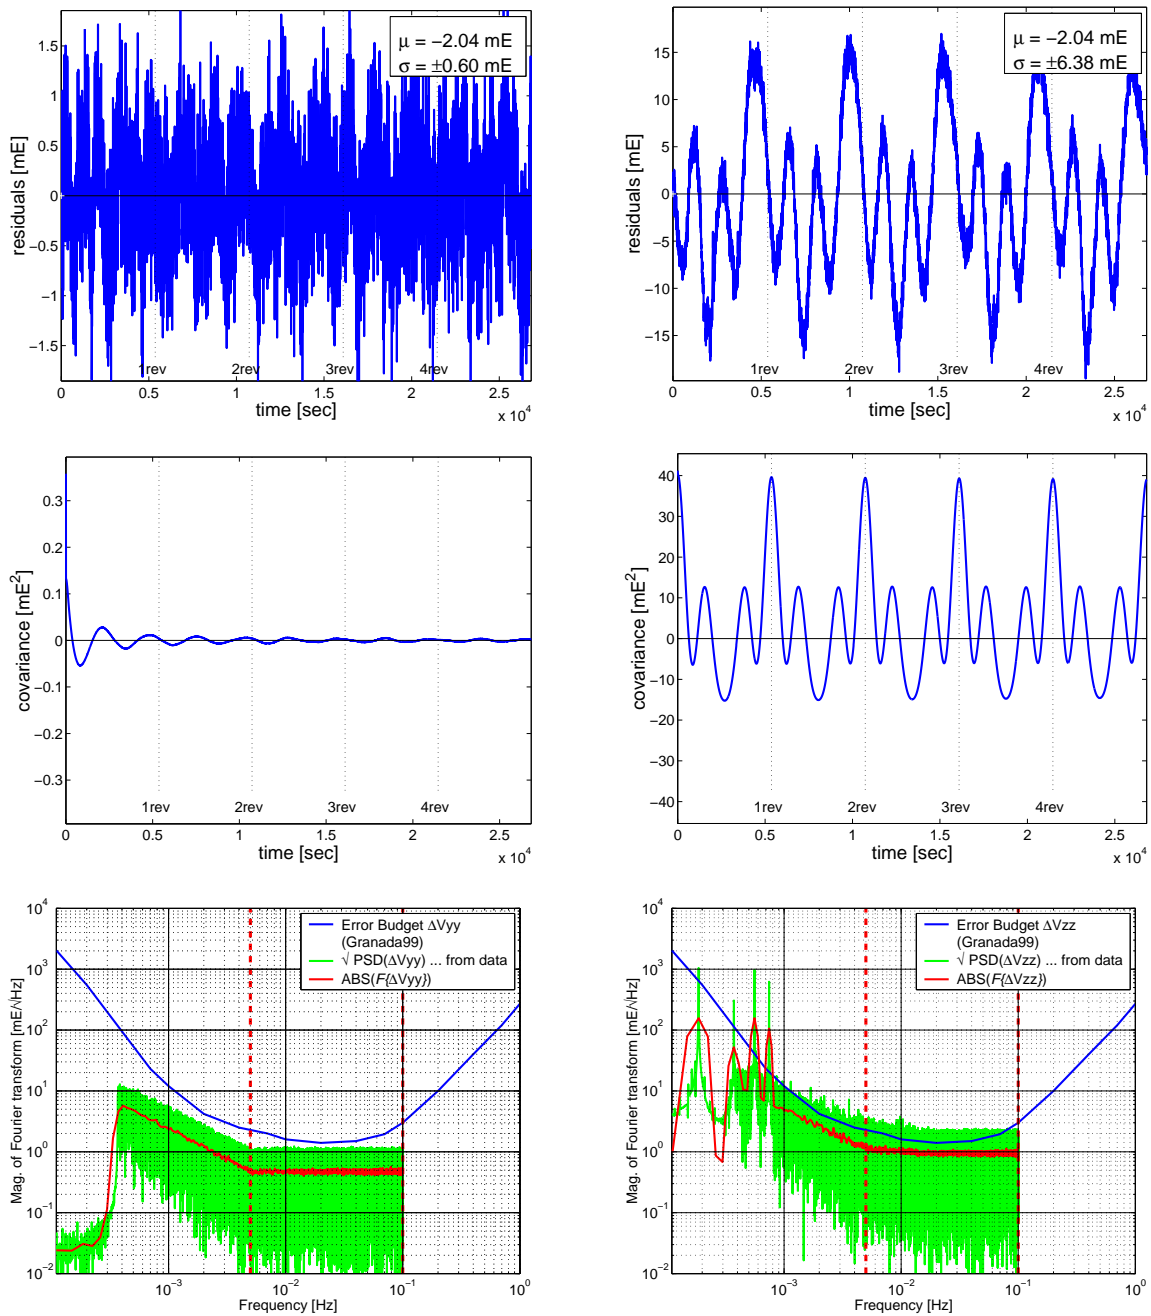 μ = −2.04 mE
σ = ±0.60 mE
1.5
1
0.5
0
−0.5
−1
−1.5
residuals [mE]
1rev
2rev
3rev
4rev
0
0.5
1
1.5
2
2.5
time [sec]
x 10^4
μ = −2.04 mE
σ = ±6.38 mE
15
10
5
0
−5
−10
−15
residuals [mE]
1rev
2rev
3rev
4rev
0
0.5
1
1.5
2
2.5
time [sec]
x 10^4
0.3
0.2
0.1
0
−0.1
−0.2
−0.3
covariance [mE^2]
1rev
2rev
3rev
4rev
0
0.5
1
1.5
2
2.5
time [sec]
x 10^4
40
30
20
10
0
−10
−20
−30
−40
covariance [mE^2]
1rev
2rev
3rev
4rev
0
0.5
1
1.5
2
2.5
time [sec]
x 10^4
Error Budget ΔVyy
(Granada99)
√ PSD(ΔVyy) ... from data
ABS(F{ΔVyy})
10^4
10^3
10^2
10^1
10^0
10^−1
10^−2
Mag. of Fourier transform [mE/√Hz]
10^−3
10^−2
10^−1
10^0
Frequency [Hz]
Error Budget ΔVzz
(Granada99)
√ PSD(ΔVzz) ... from data
ABS(F{ΔVzz})
10^4
10^3
10^2
10^1
10^0
10^−1
10^−2
Mag. of Fourier transform [mE/√Hz]
10^−3
10^−2
10^−1
10^0
Frequency [Hz]